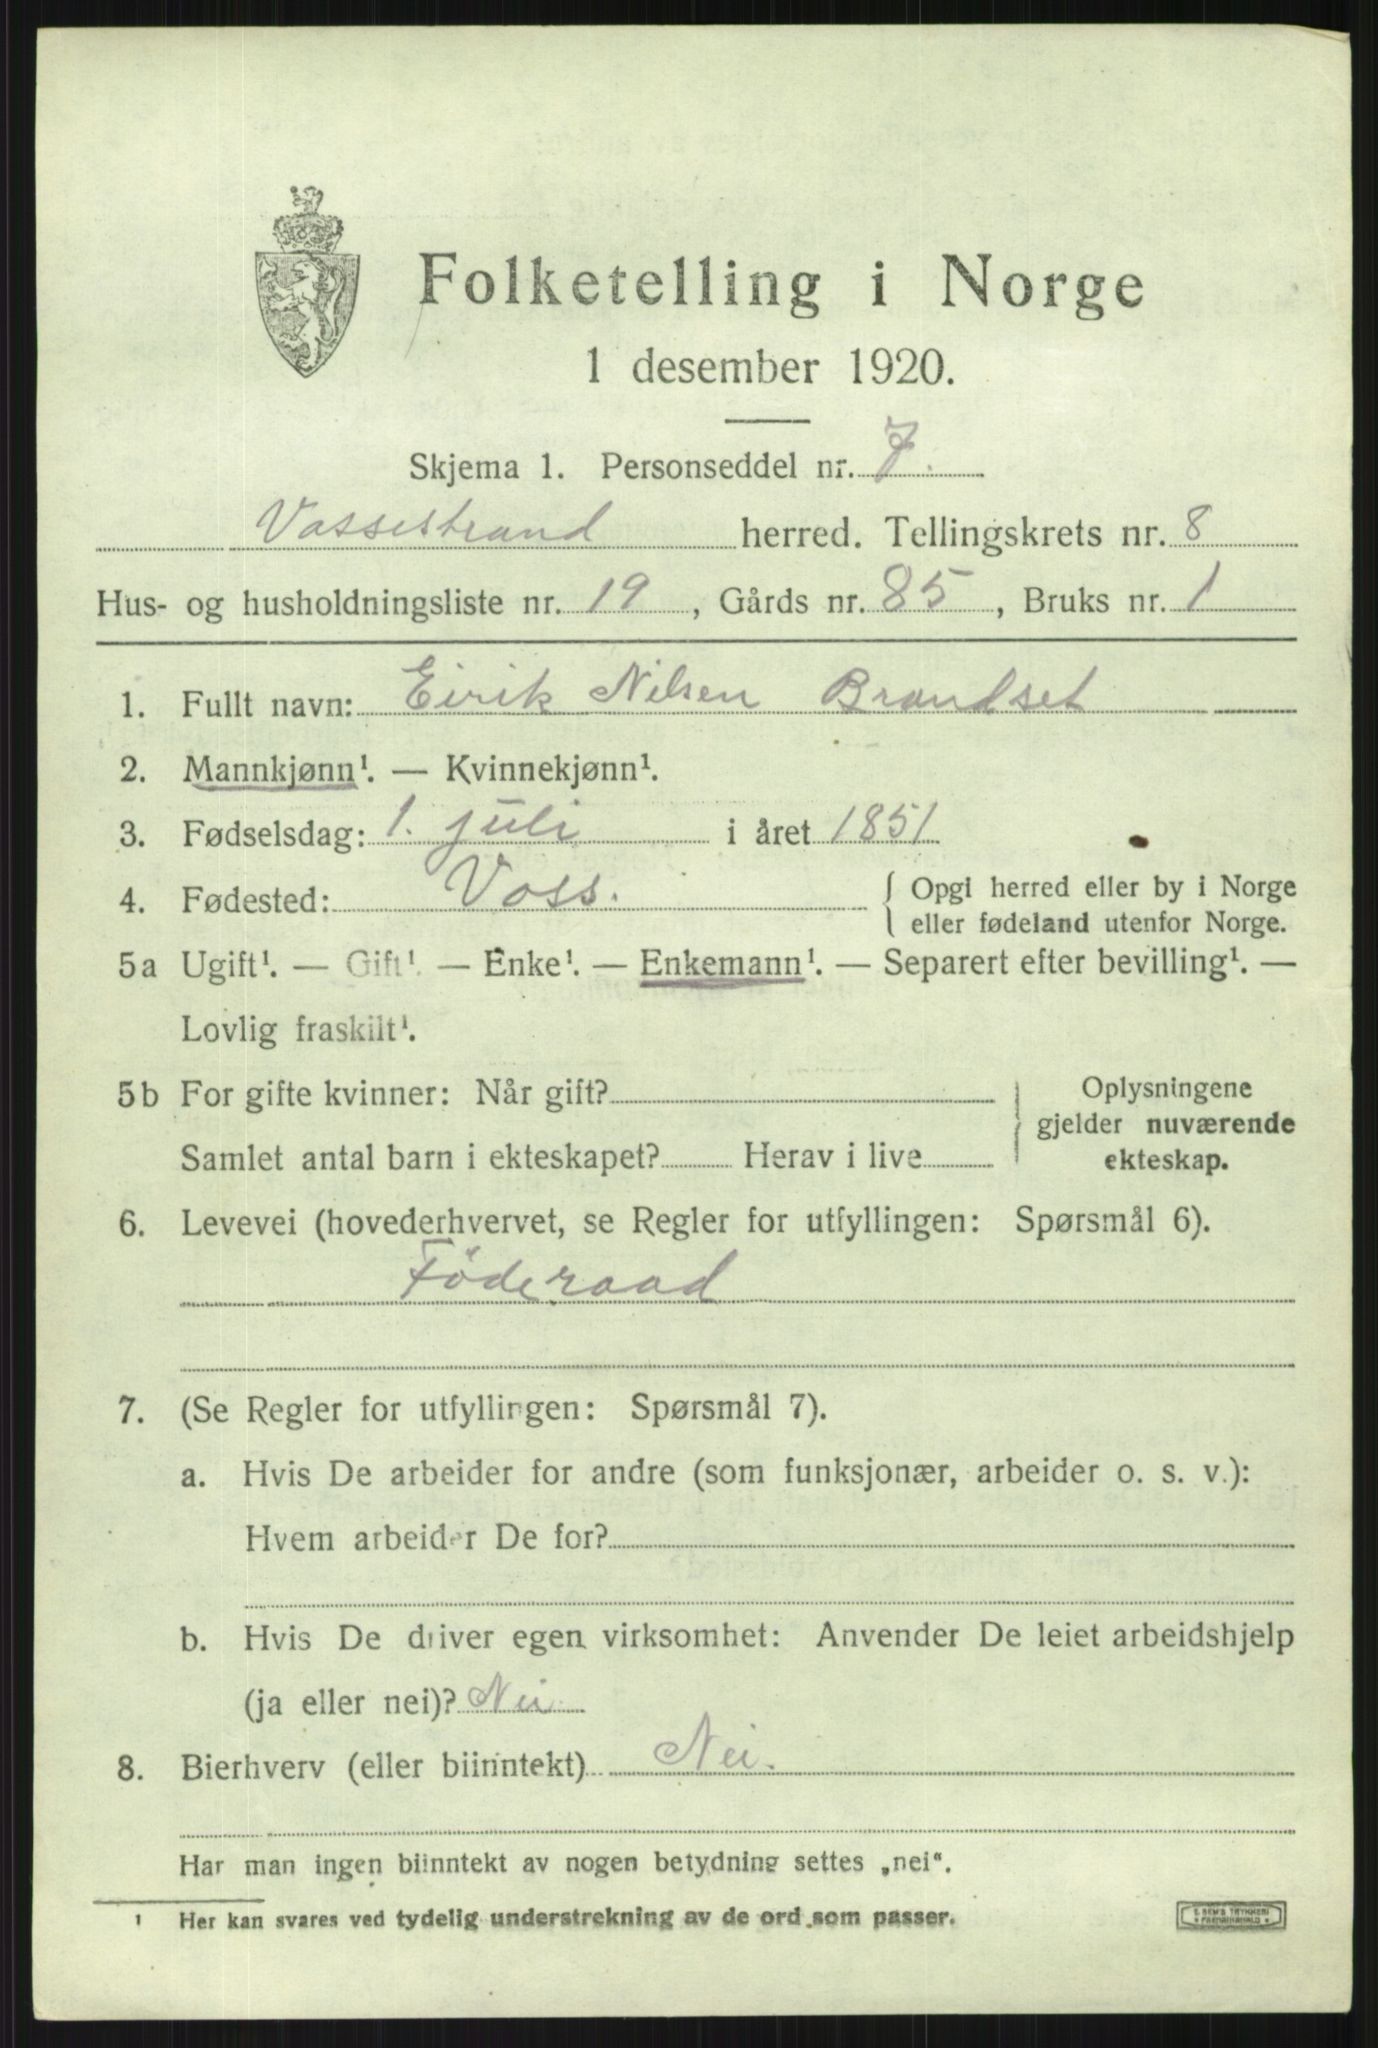 Folketelling i Norge
1 desember 1920.
Skjema 1. Personseddel nr. 7.
Vossestrand herred. Tellingskrets nr. 8
Hus- og husholdningsliste nr. 19, Gårds nr. 85, Bruks nr. 1
1. Fullt navn: Eirik Nilsen Brandset
2. Mannkjønn¹. — Kvinnekjønn¹.
3. Fødselsdag: 1. juli i året 1851
4. Fødested: Voss. { Opgi herred eller by i Norge
eller fødeland utenfor Norge.
5a Ugift¹. — Gift¹. — Enke¹. — Enkemann¹. — Separert efter bevilling¹. —
Lovlig fraskilt¹.
5b For gifte kvinner: Når gift?
Samlet antal barn i ekteskapet? Herav i live
} Oplysningene
gjelder nuværende
ekteskap.
6. Levevei (hovederhvervet, se Regler for utfyllingen: Spørsmål 6).
Föderaad
7. (Se Regler for utfyllingen: Spørsmål 7).
a. Hvis De arbeider for andre (som funksjonær, arbeider o. s. v.):
Hvem arbeider De for?
b. Hvis De driver egen virksomhet: Anvender De leiet arbeidshjelp
(ja eller nei)? Nei
8. Bierhverv (eller biinntekt) Nei.
Har man ingen biinntekt av nogen betydning settes „nei“.
¹ Her kan svares ved tydelig understrekning av de ord som passer.